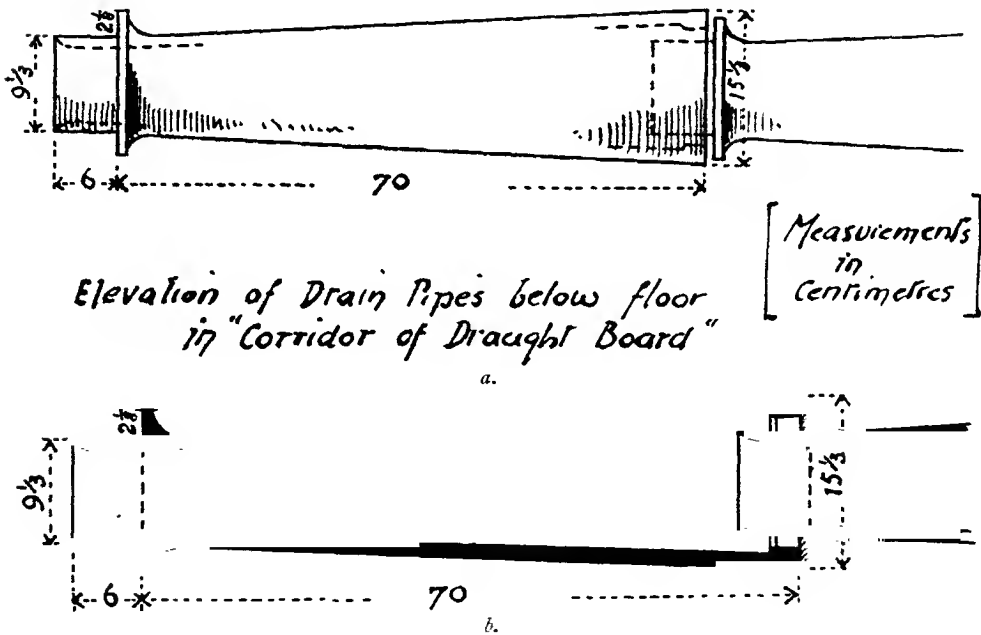 2⅛
9⅓
15⅓
6
70
[Measurements
in
Centimetres]
Elevation of Drain Pipes below floor
in "Corridor of Draught Board"
a.
2⅛
9⅓
15⅓
6
70
b.